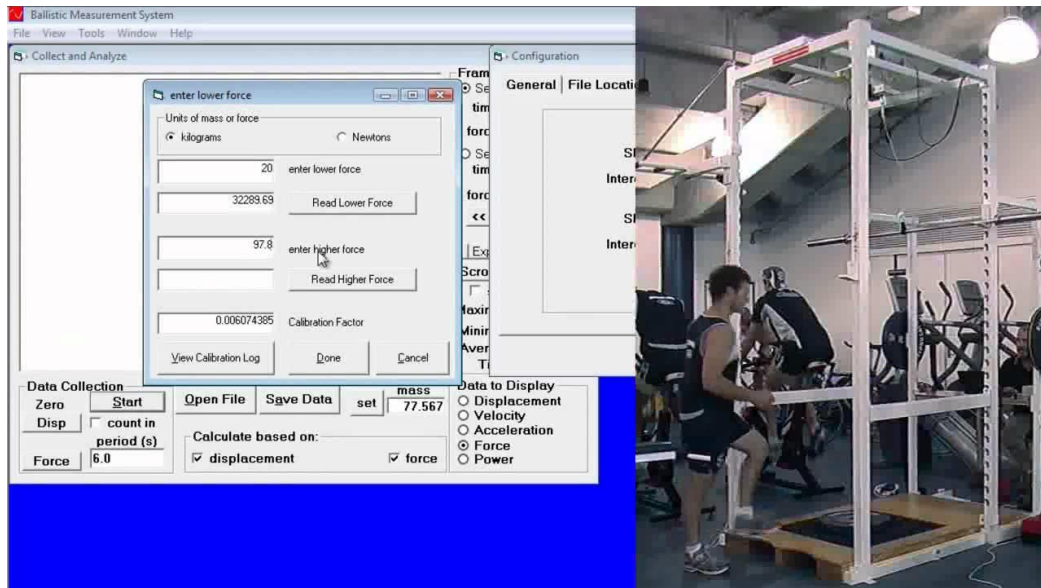 Ballistic Measurement System
File View Tools Window Help
Collect and Analyze
Configuration
enter lower force
Units of mass or force
kilograms
Newtons
20 enter lower force
32289.69 Read Lower Force
97.8 enter higher force
Read Higher Force
0.006074385 Calibration Factor
View Calibration Log Done Cancel
General File Locatio
Inter
Inter
Data Collection
Zero Start
Disp count in
period (s)
Force 6.0
Open File Save Data set
mass
77.567
Calculate based on:
displacement force
Data to Display
Displacement
Velocity
Acceleration
Force
Power